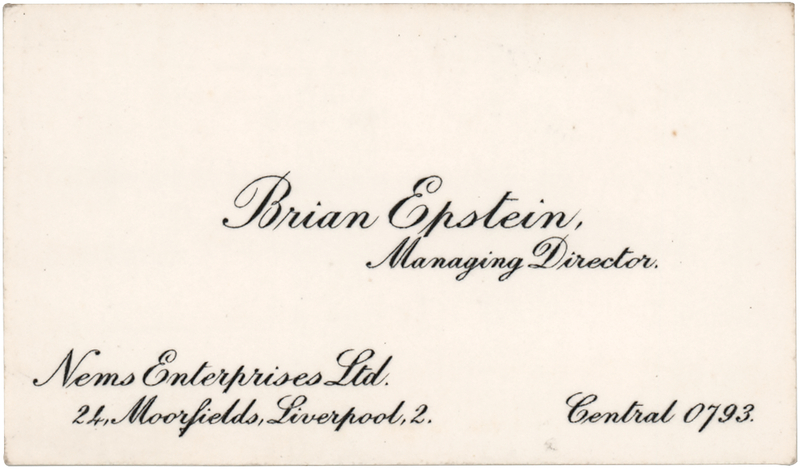 Brian Epstein,
Managing Director.
Nems Enterprises Ltd.
24, Moorfields, Liverpool, 2.
Central 0793.